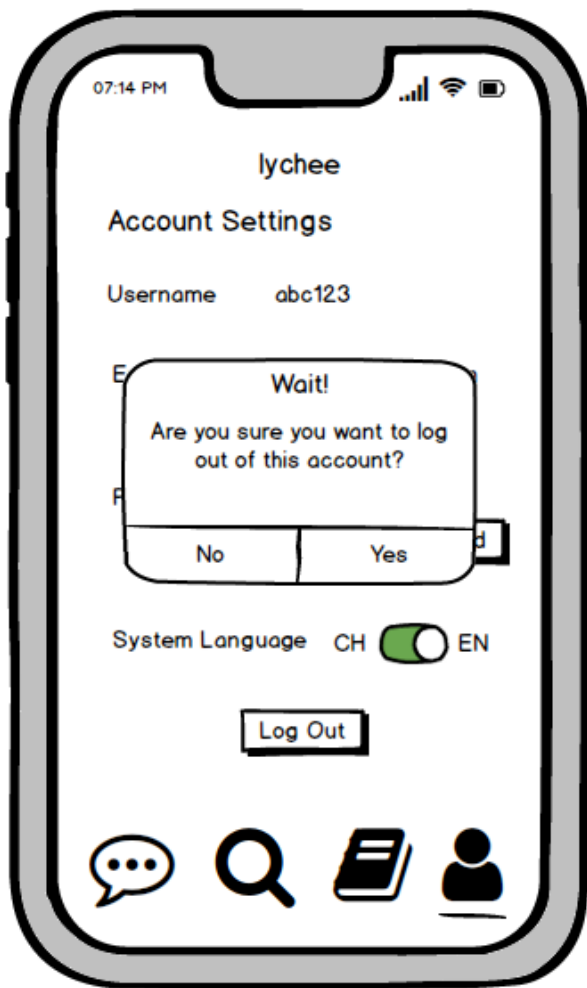 07:14 PM
lychee
Account Settings
Username abc123
E
Wait!
Are you sure you want to log
out of this account?
No Yes
d
System Language CH EN
Log Out